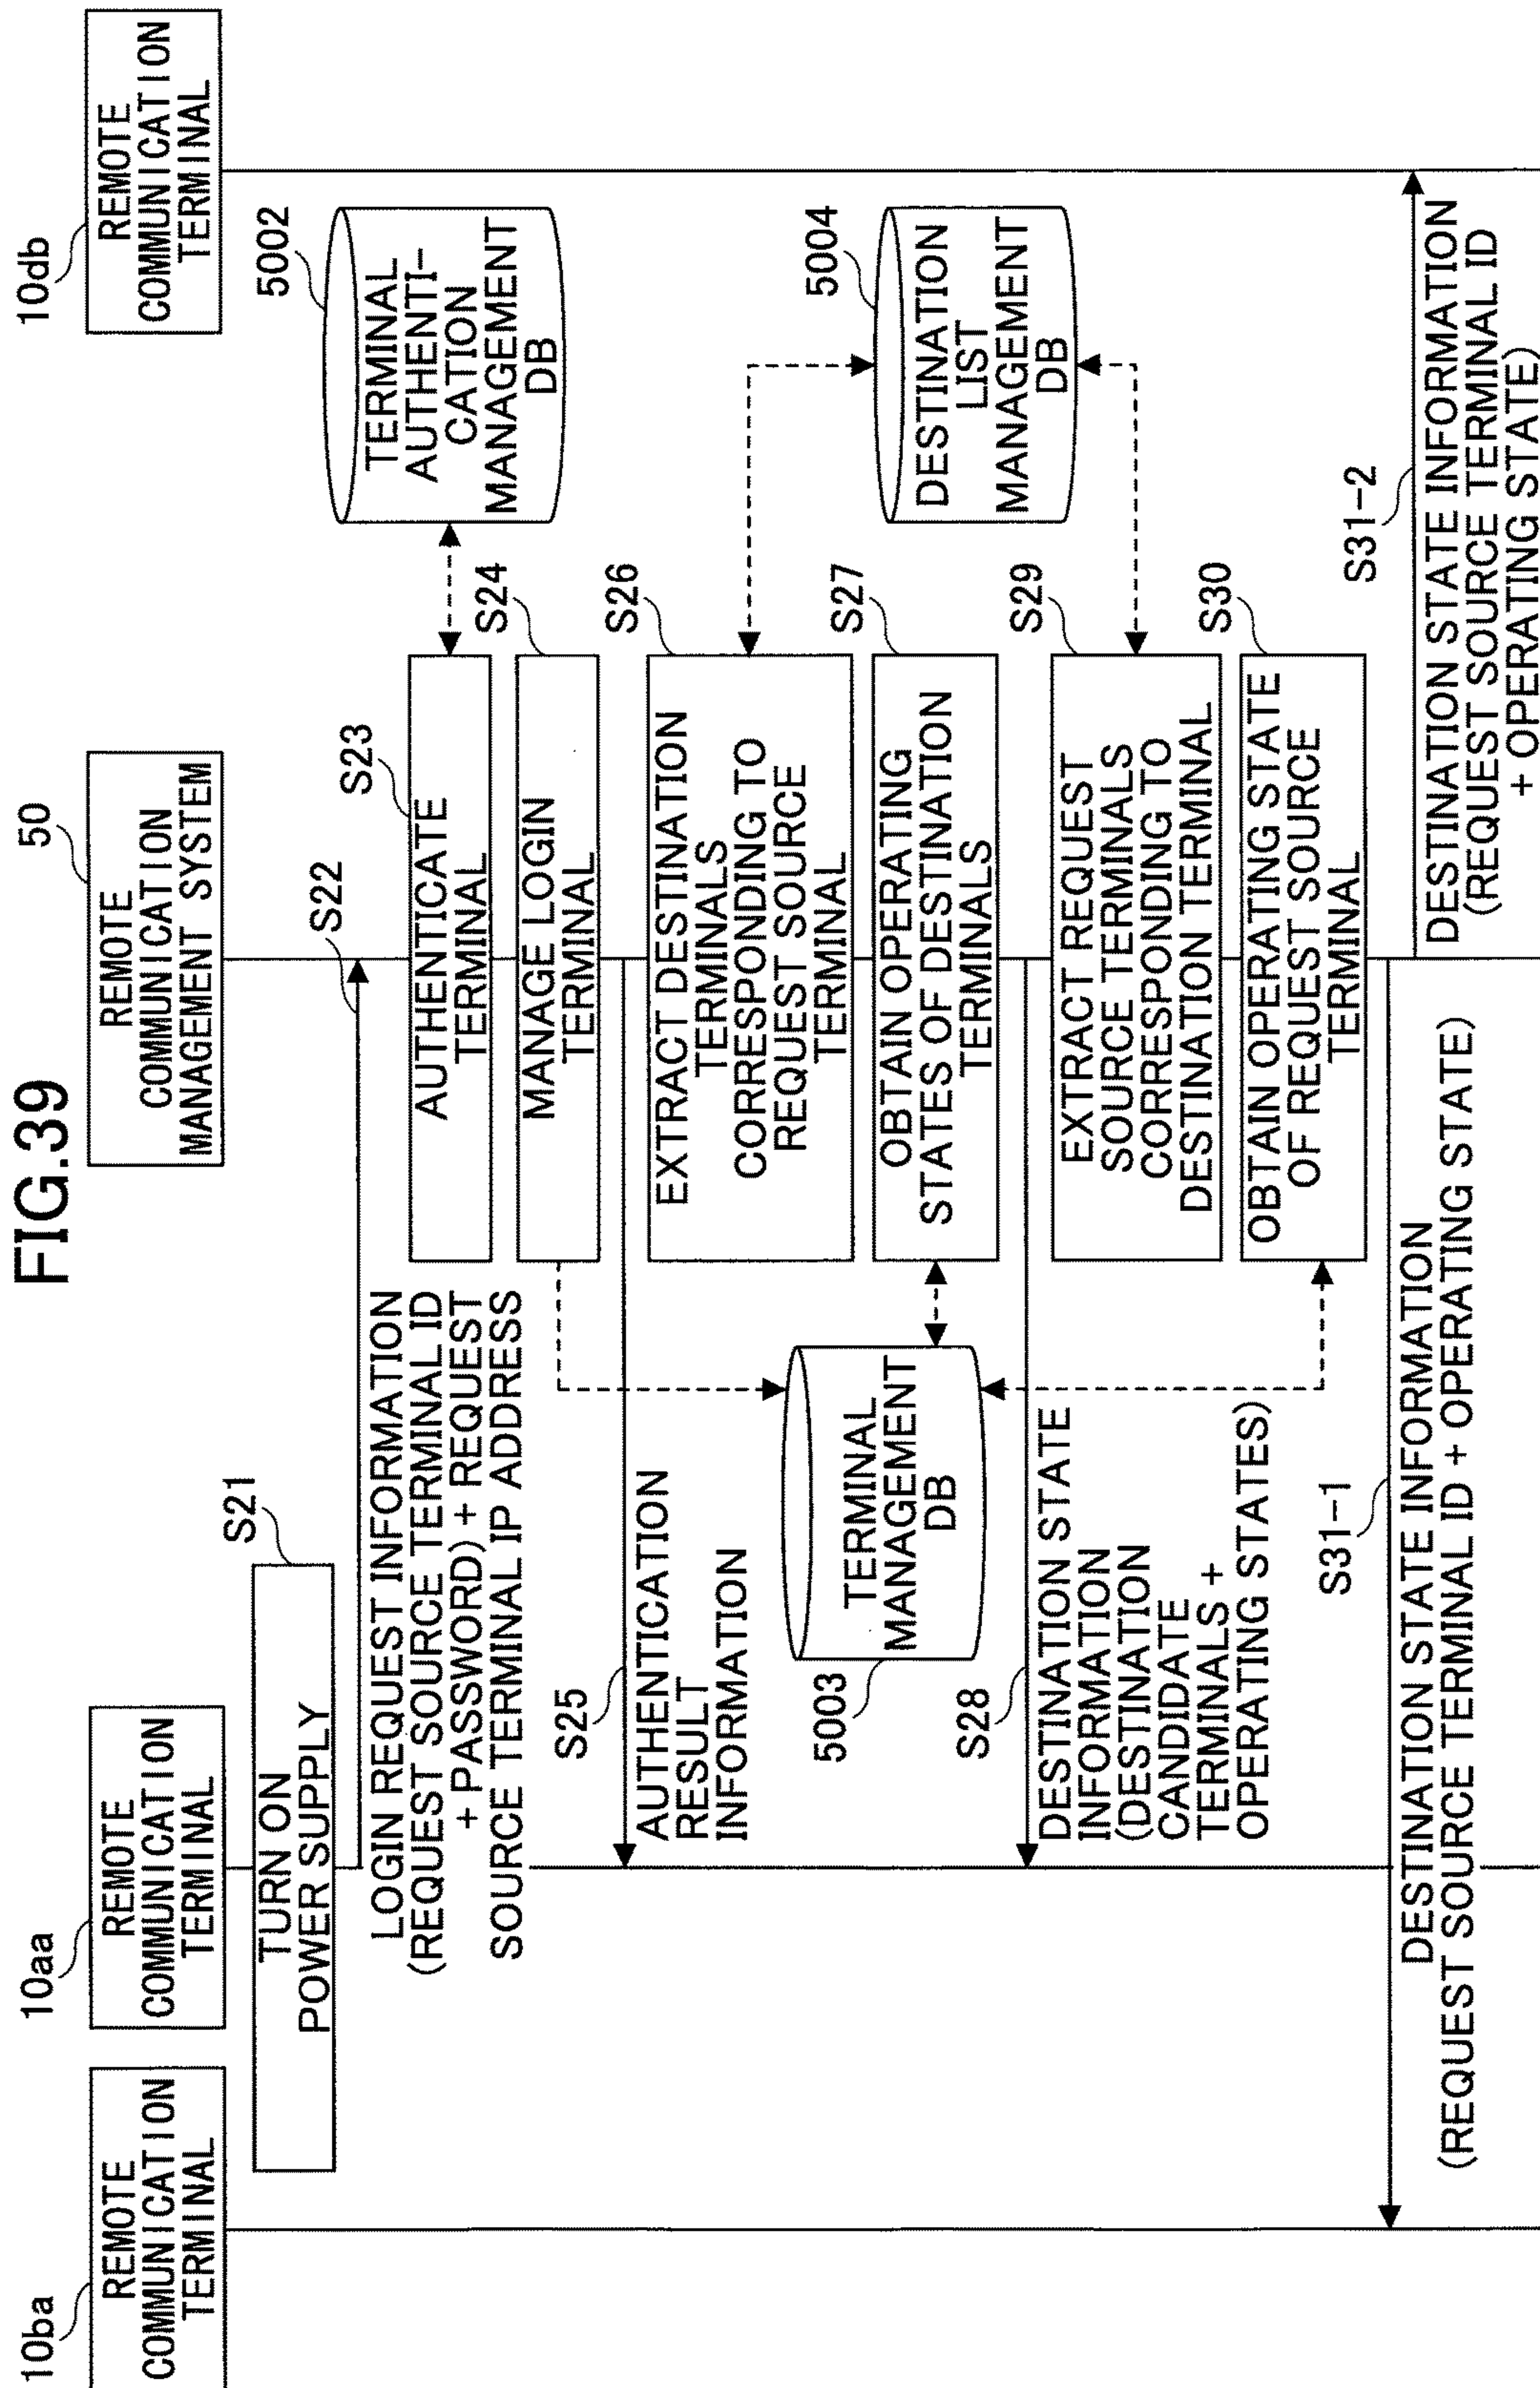 FIG.39
10ba
REMOTE
COMMUNICATION
TERMINAL
10aa
REMOTE
COMMUNICATION
TERMINAL
50
REMOTE
COMMUNICATION
MANAGEMENT SYSTEM
10db
REMOTE
COMMUNICATION
TERMINAL
S21
TURN ON
POWER SUPPLY
S22
LOGIN REQUEST INFORMATION
(REQUEST SOURCE TERMINAL ID
+ PASSWORD) + REQUEST
SOURCE TERMINAL IP ADDRESS
S23
AUTHENTICATE
TERMINAL
5002
TERMINAL
AUTHENTI-
CATION
MANAGEMENT
DB
S24
MANAGE LOGIN
TERMINAL
S25
AUTHENTICATION
RESULT
INFORMATION
S26
EXTRACT DESTINATION
TERMINALS
CORRESPONDING TO
REQUEST SOURCE
TERMINAL
5003
TERMINAL
MANAGEMENT
DB
S27
OBTAIN OPERATING
STATES OF DESTINATION
TERMINALS
5004
DESTINATION
LIST
MANAGEMENT
DB
S28
DESTINATION STATE
INFORMATION
(DESTINATION
CANDIDATE
TERMINALS +
OPERATING STATES)
S29
EXTRACT REQUEST
SOURCE TERMINALS
CORRESPONDING TO
DESTINATION TERMINAL
S30
OBTAIN OPERATING STATE
OF REQUEST SOURCE
TERMINAL
S31-1
DESTINATION STATE INFORMATION
(REQUEST SOURCE TERMINAL ID + OPERATING STATE)
S31-2
DESTINATION STATE INFORMATION
(REQUEST SOURCE TERMINAL ID
+ OPERATING STATE)